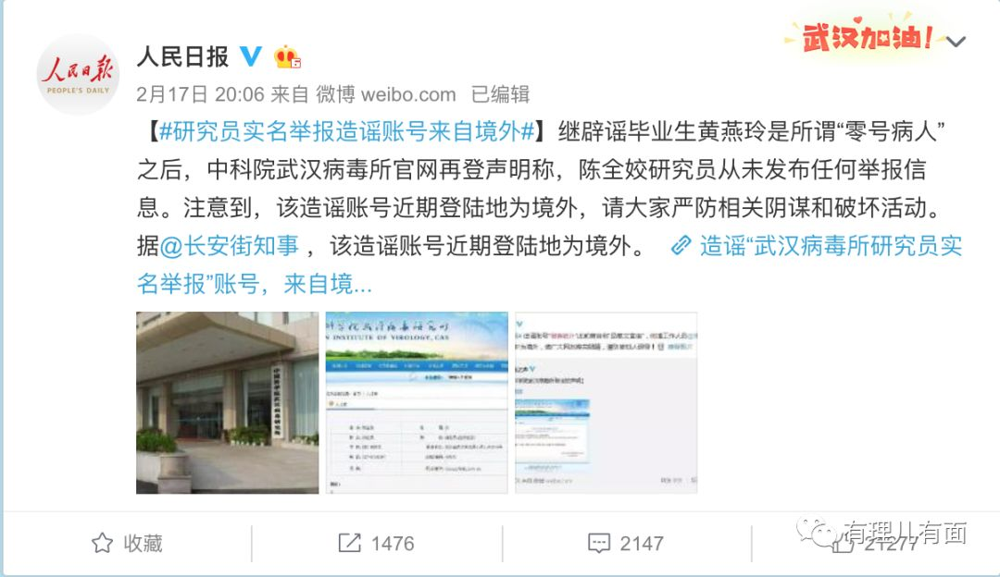 武汉加油!
人民日报
人民日报
PEOPLE'S DAILY
2月17日 20:06 来自 微博 weibo.com 已编辑
【#研究员实名举报造谣账号来自境外#】继辟谣毕业生黄燕玲是所谓“零号病人”
之后，中科院武汉病毒所官网再登声明称，陈全姣研究员从未发布任何举报信
息。注意到，该造谣账号近期登陆地为境外，请大家严防相关阴谋和破坏活动。
据@长安街知事 ，该造谣账号近期登陆地为境外。 造谣“武汉病毒所研究员实
名举报”账号，来自境...
INSTITUTE OF VIROLOGY, CAS
收藏
1476
2147
21277
有理儿有面